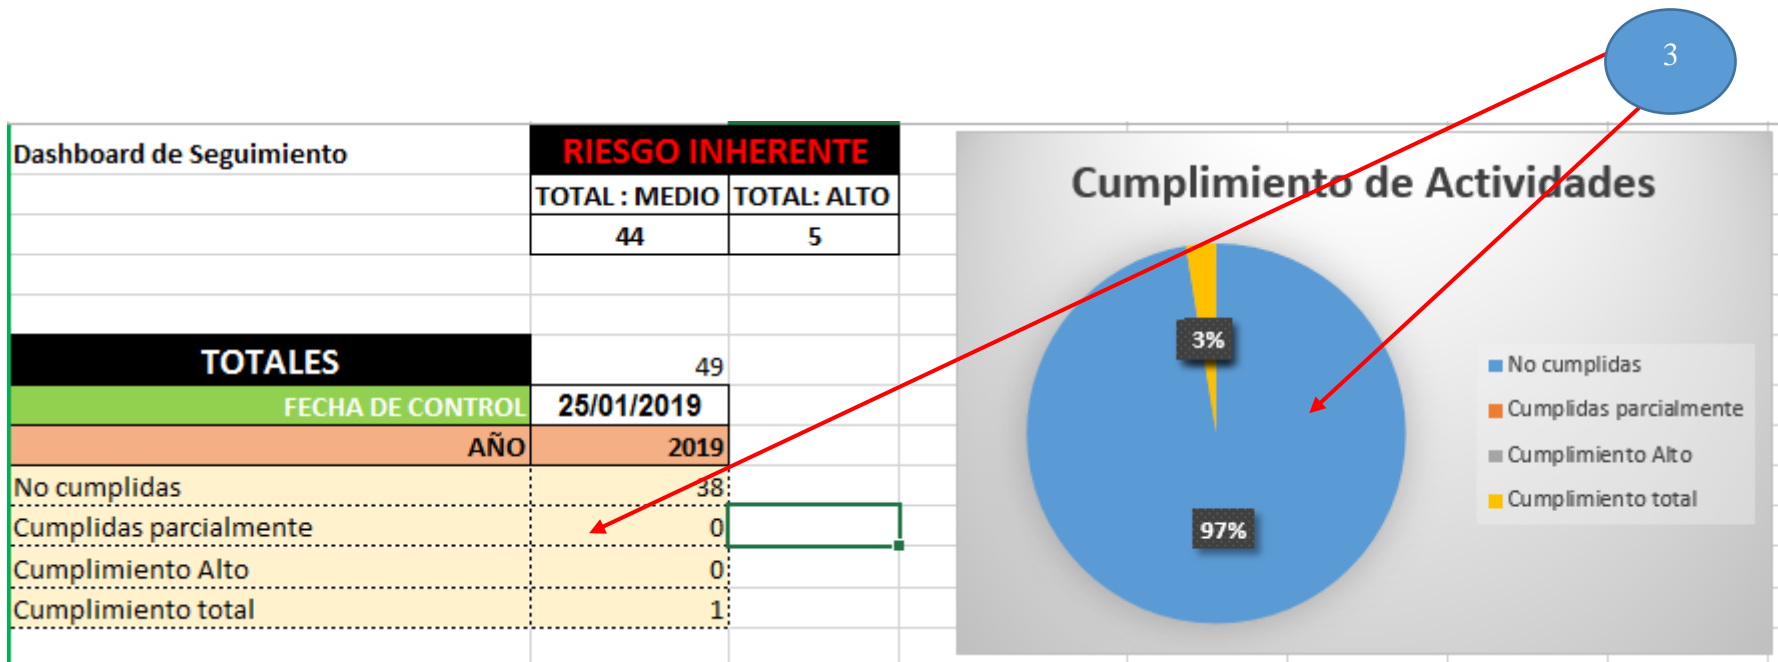 3
Dashboard de Seguimiento
RIESGO INHERENTE
TOTAL : MEDIO
TOTAL: ALTO
44
5
TOTALES
49
FECHA DE CONTROL
25/01/2019
AÑO
2019
No cumplidas
38
Cumplidas parcialmente
0
Cumplimiento Alto
0
Cumplimiento total
1
Cumplimiento de Actividades
3%
97%
No cumplidas
Cumplidas parcialmente
Cumplimiento Alto
Cumplimiento total